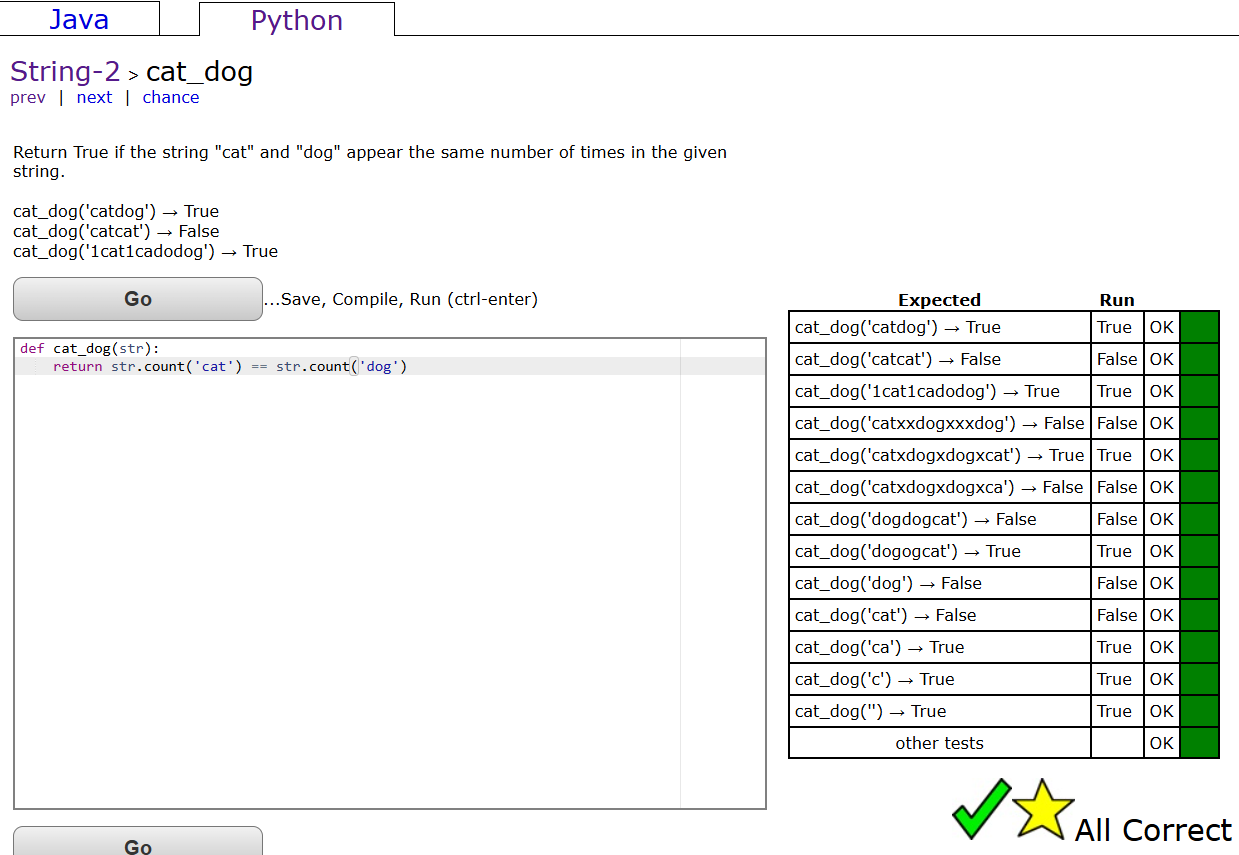 Java
Python
String-2 > cat_dog
prev | next | chance
Return True if the string "cat" and "dog" appear the same number of times in the given
string.
cat_dog('catdog') → True
cat_dog('catcat') → False
cat_dog('1cat1cadodog') → True
Go ...Save, Compile, Run (ctrl-enter)
def cat_dog(str):
    return str.count('cat') == str.count('dog')
Go
Expected Run
cat_dog('catdog') → True True OK
cat_dog('catcat') → False False OK
cat_dog('1cat1cadodog') → True True OK
cat_dog('catxxdogxxxdog') → False False OK
cat_dog('catxdogxdogxcat') → True True OK
cat_dog('catxdogxdogxca') → False False OK
cat_dog('dogdogcat') → False False OK
cat_dog('dogogcat') → True True OK
cat_dog('dog') → False False OK
cat_dog('cat') → False False OK
cat_dog('ca') → True True OK
cat_dog('c') → True True OK
cat_dog('') → True True OK
other tests OK
All Correct